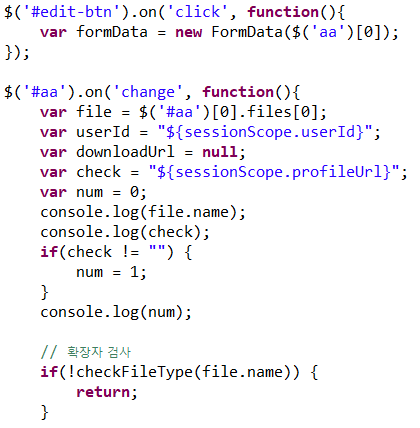 $('#edit-btn').on('click', function(){
    var formData = new FormData($('aa')[0]);
});

$('#aa').on('change', function(){
    var file = $('#aa')[0].files[0];
    var userId = "${sessionScope.userId}";
    var downloadUrl = null;
    var check = "${sessionScope.profileUrl}";
    var num = 0;
    console.log(file.name);
    console.log(check);
    if(check != "") {
        num = 1;
    }
    console.log(num);

    // 확장자 검사
    if(!checkFileType(file.name)) {
        return;
    }